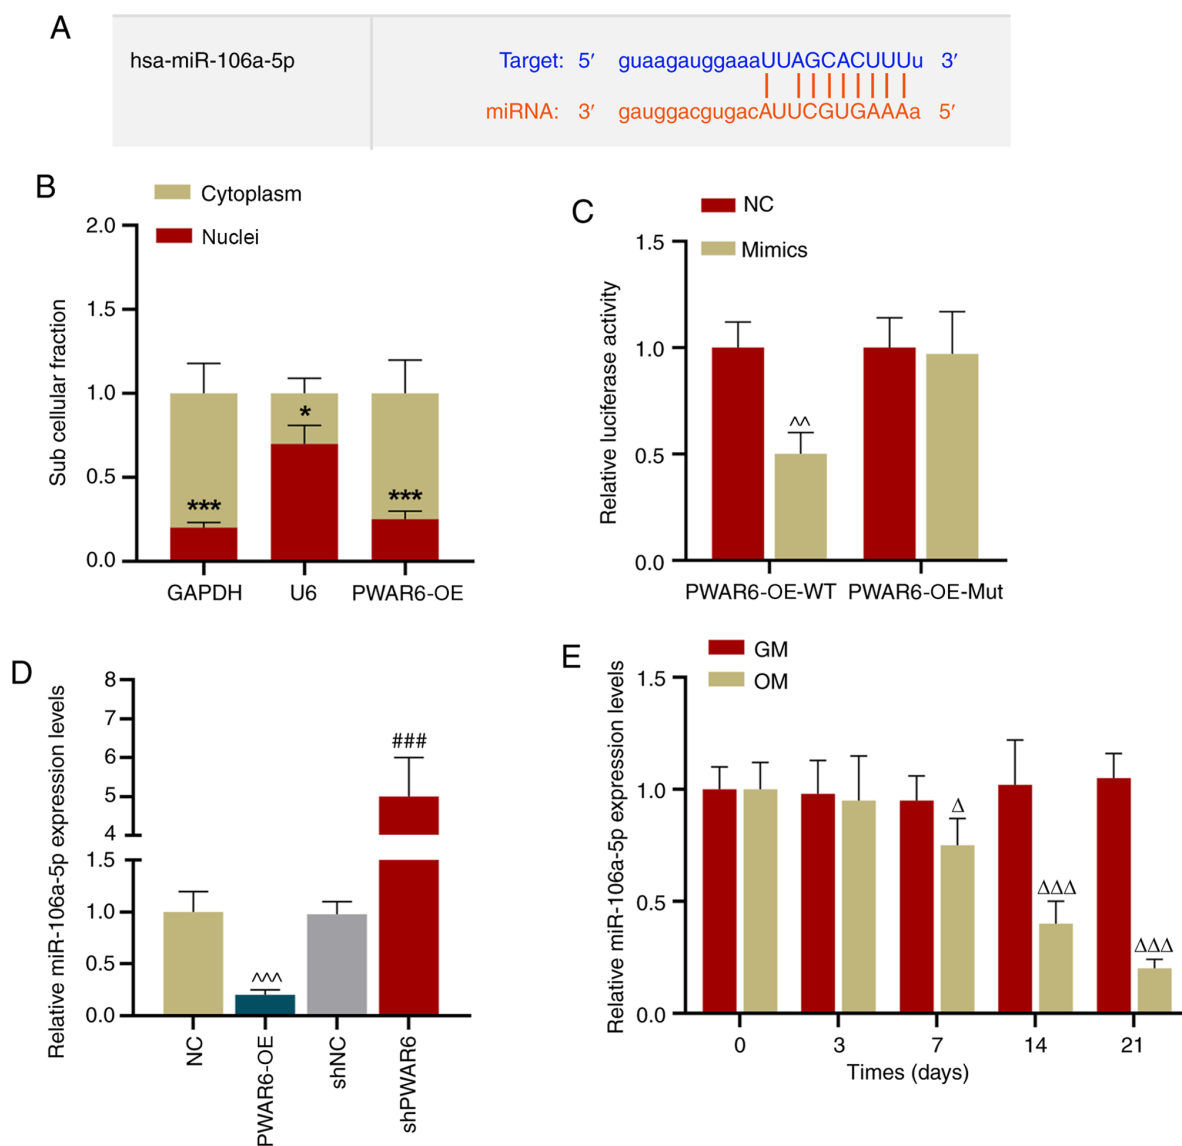 A
hsa-miR-106a-5p
Target: 5′ guaagauggaaaUUAGCACUUUu 3′
miRNA: 3′ gauggacgugacAUUCGUGAAAa 5′
B
Cytoplasm
Nuclei
Sub cellular fraction
2.0
1.5
1.0
0.5
0.0
***
*
***
GAPDH U6 PWAR6-OE
C
NC
Mimics
Relative luciferase activity
1.5
1.0
0.5
0.0
^^
PWAR6-OE-WT PWAR6-OE-Mut
D
Relative miR-106a-5p expression levels
8
7
6
5
4
1.5
1.0
0.5
0.0
^^^
###
NC
PWAR6-OE
shNC
shPWAR6
E
GM
OM
Relative miR-106a-5p expression levels
1.5
1.0
0.5
0.0
Δ
ΔΔΔ
ΔΔΔ
0 3 7 14 21
Times (days)